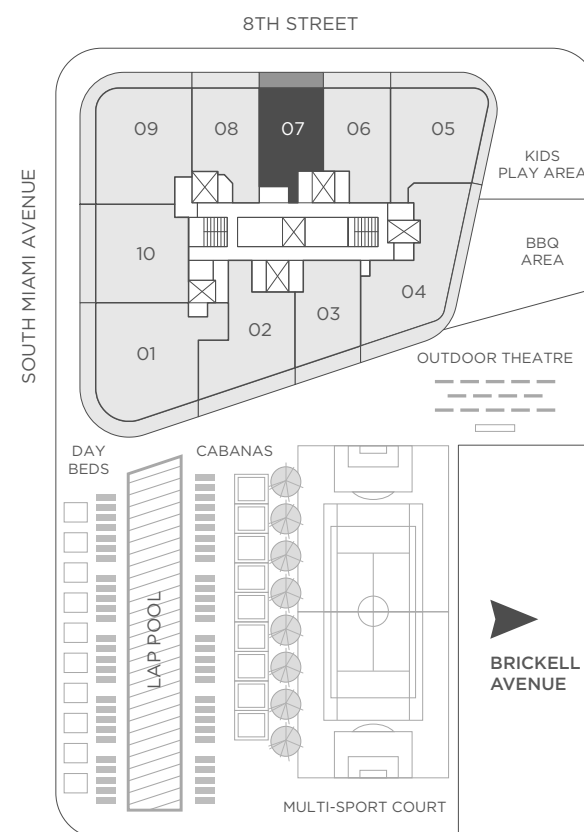 8TH STREET
SOUTH MIAMI AVENUE
09
08
07
06
05
KIDS
PLAY AREA
10
BBQ
AREA
04
01
02
03
OUTDOOR THEATRE
DAY
BEDS
CABANAS
LAP POOL
BRICKELL
AVENUE
MULTI-SPORT COURT